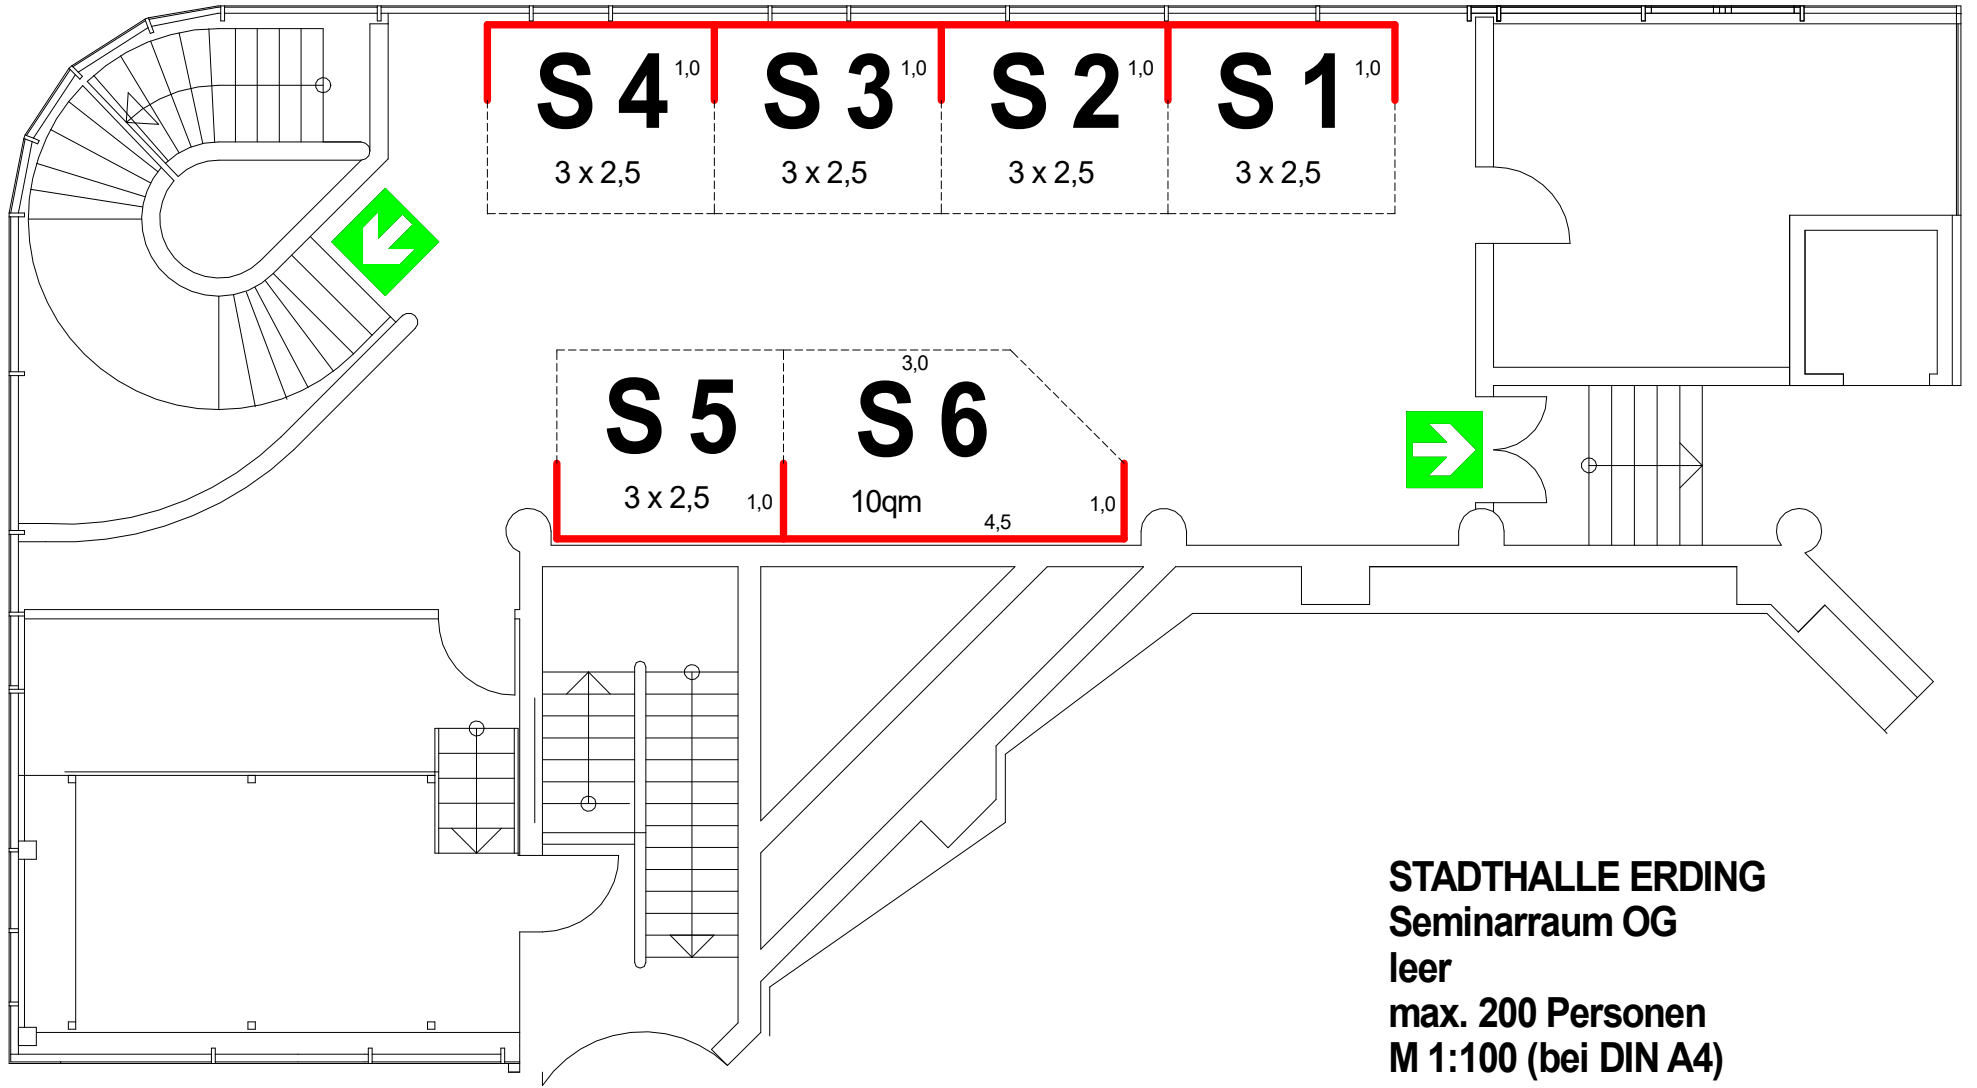 S 4 1,0
3 x 2,5
S 3 1,0
3 x 2,5
S 2 1,0
3 x 2,5
S 1 1,0
3 x 2,5
S 5
3 x 2,5 1,0
3,0
S 6
10qm 1,0
4,5
STADTHALLE ERDING
Seminarraum OG
leer
max. 200 Personen
M 1:100 (bei DIN A4)